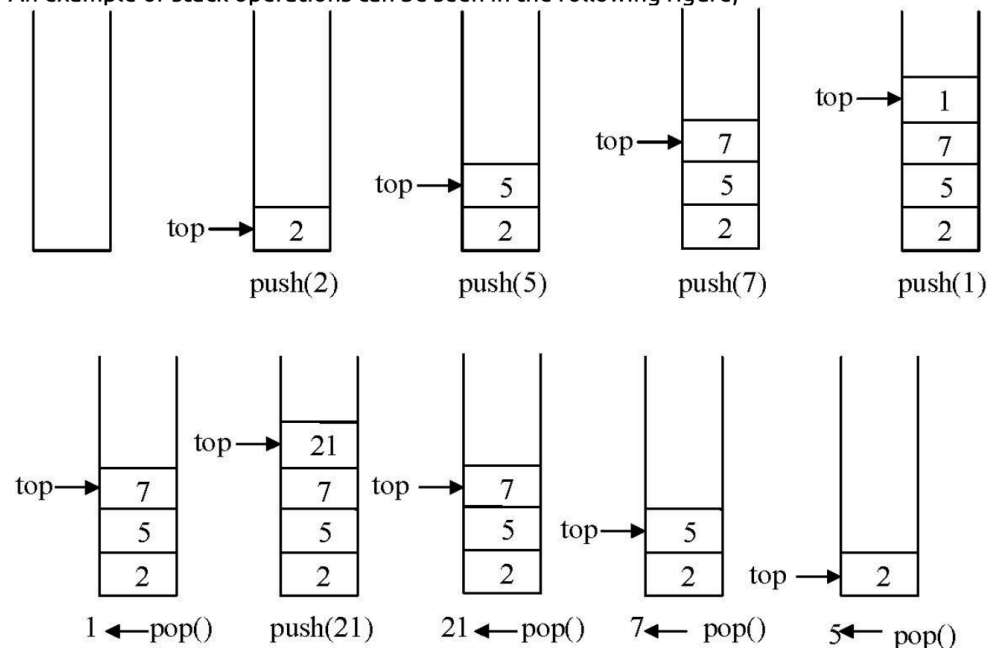 An example of stack operations can be seen in the following figure;
top 1
top 7 7
top 5 5 5
top 2 2 2 2
push(2) push(5) push(7) push(1)
top 21
top 7 7 top 7
5 5 5 top 5
2 2 2 2 top 2
1 pop() push(21) 21 pop() 7 pop() 5 pop()